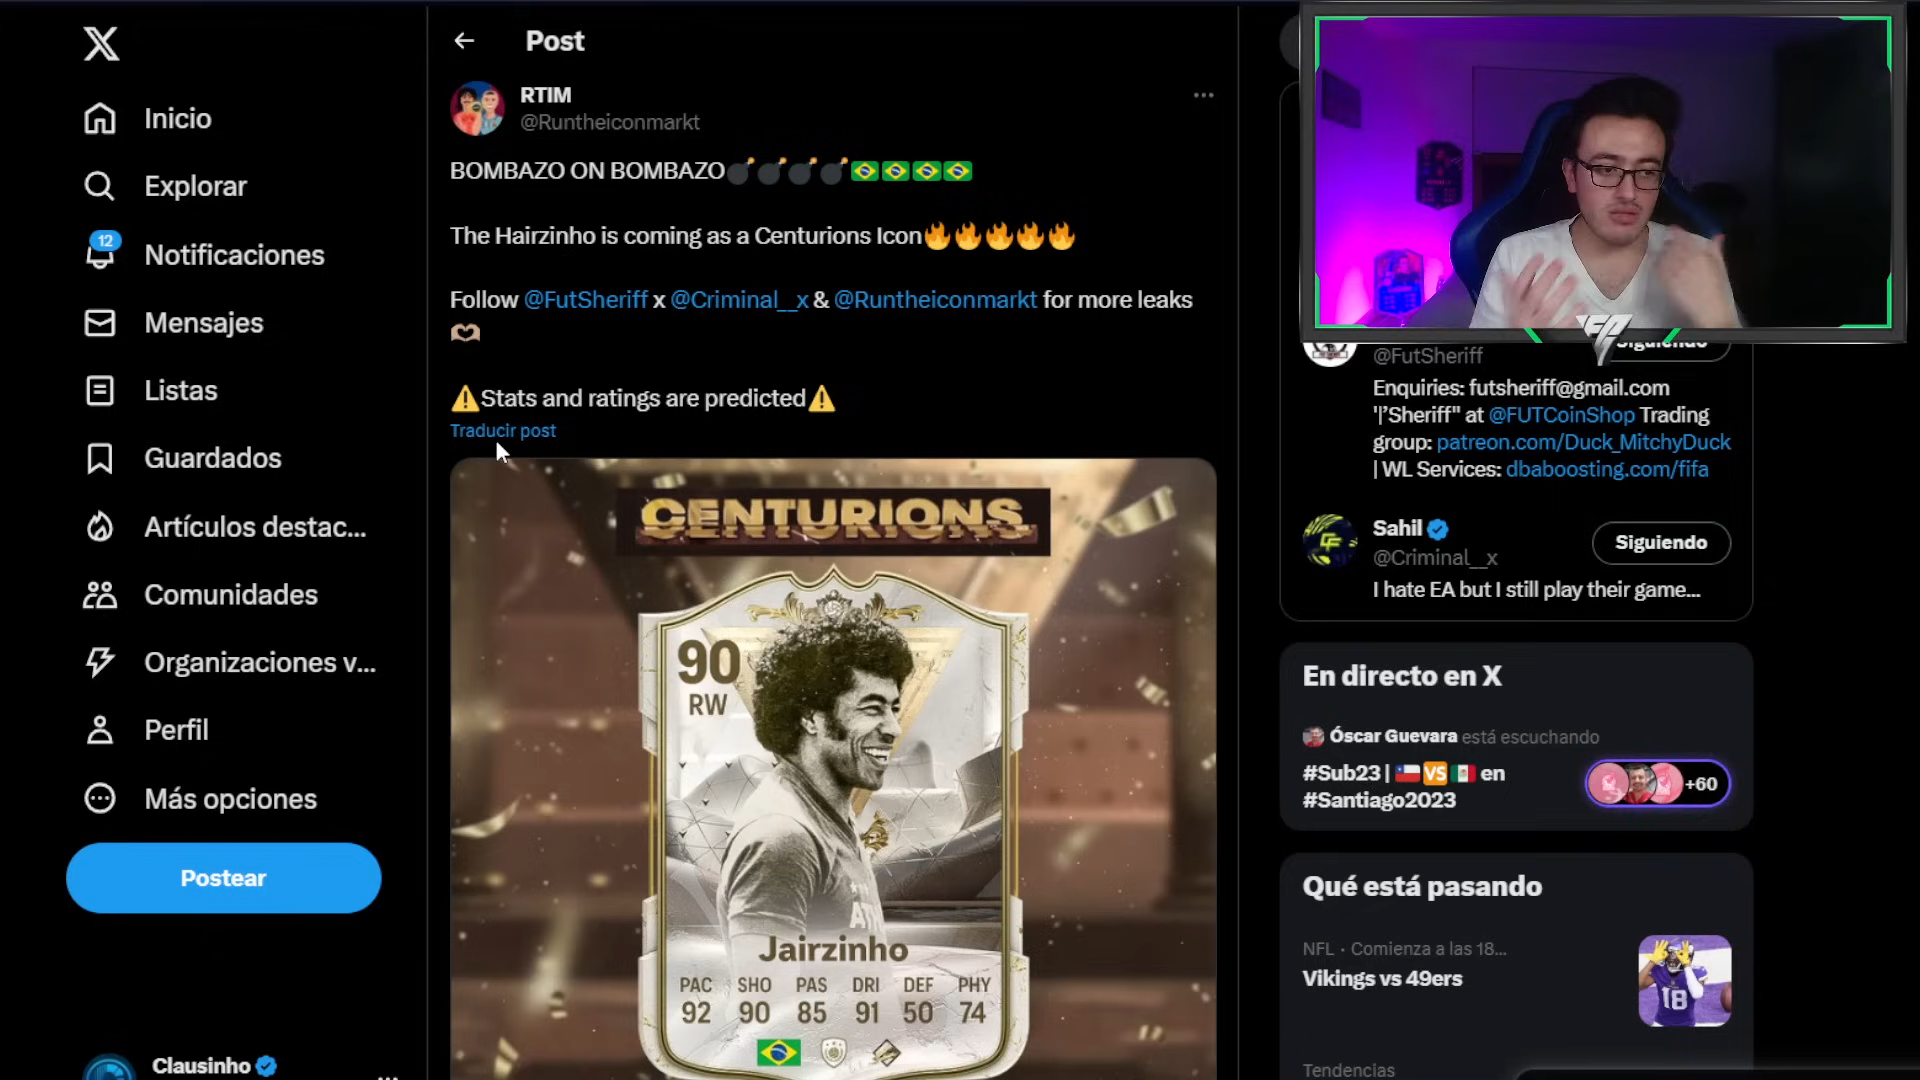 Inicio
Explorar
12
Notificaciones
Mensajes
Listas
Guardados
Artículos destac...
Comunidades
Organizaciones v...
Perfil
Más opciones
Postear
Clausinho
Post
RTIM
@Runtheiconmarkt
BOMBAZO ON BOMBAZO💣💣💣💣🇧🇷🇧🇷🇧🇷🇧🇷
The Hairzinho is coming as a Centurions Icon🔥🔥🔥🔥🔥
Follow @FutSheriff x @Criminal__x & @Runtheiconmarkt for more leaks
🫶🏽
⚠️Stats and ratings are predicted⚠️
Traducir post
CENTURIONS
90
RW
Jairzinho
PAC SHO PAS DRI DEF PHY
92 90 85 91 50 74
Siguiendo
@FutSheriff
Enquiries: futsheriff@gmail.com
'|'Sheriff" at @FUTCoinShop Trading
group: patreon.com/Duck_MitchyDuck
| WL Services: dbaboosting.com/fifa
Sahil
@Criminal__x
Siguiendo
I hate EA but I still play their game...
En directo en X
Óscar Guevara está escuchando
#Sub23 | 🇨🇱🆚🇲🇽 en
#Santiago2023
+60
Qué está pasando
NFL · Comienza a las 18...
Vikings vs 49ers
18
Tendencias